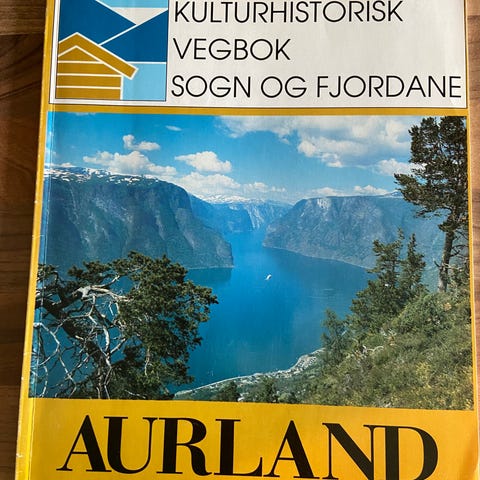 KULTURHISTORISK
VEGBOK
SOGN OG FJORDANE
AURLAND